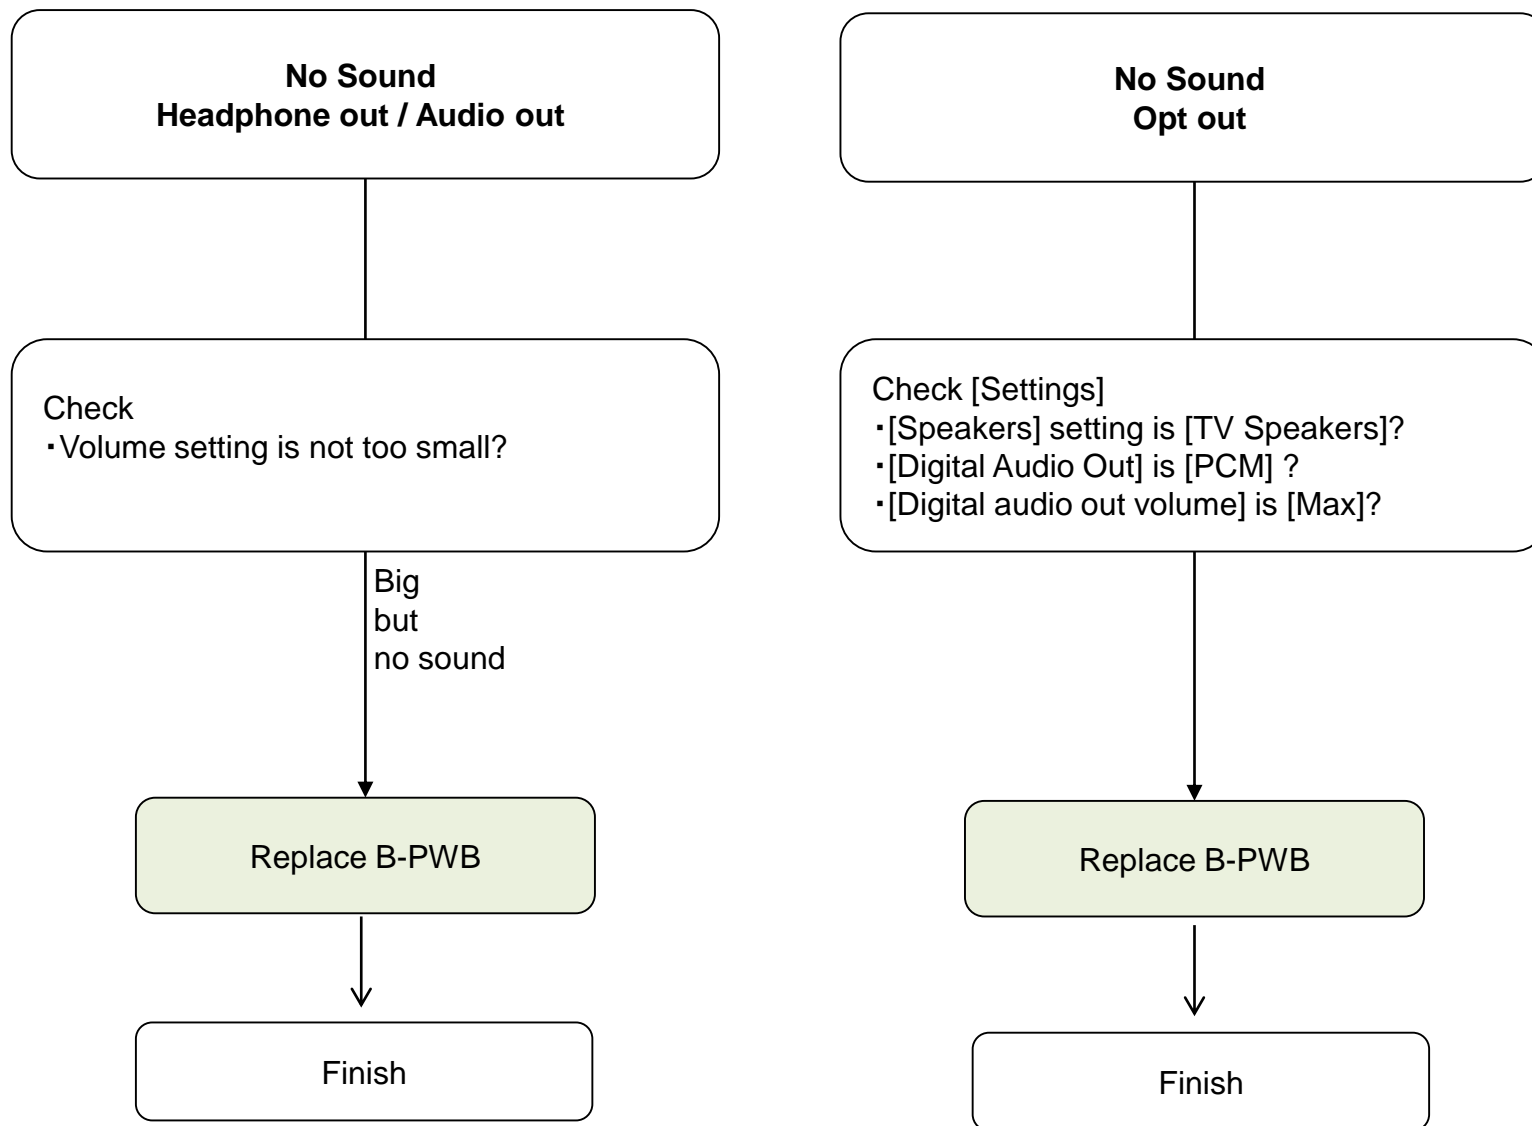 No Sound
Headphone out / Audio out
Check
・Volume setting is not too small?
Big
but
no sound
Replace B-PWB
Finish
No Sound
Opt out
Check [Settings]
・[Speakers] setting is [TV Speakers]?
・[Digital Audio Out] is [PCM] ?
・[Digital audio out volume] is [Max]?
Replace B-PWB
Finish